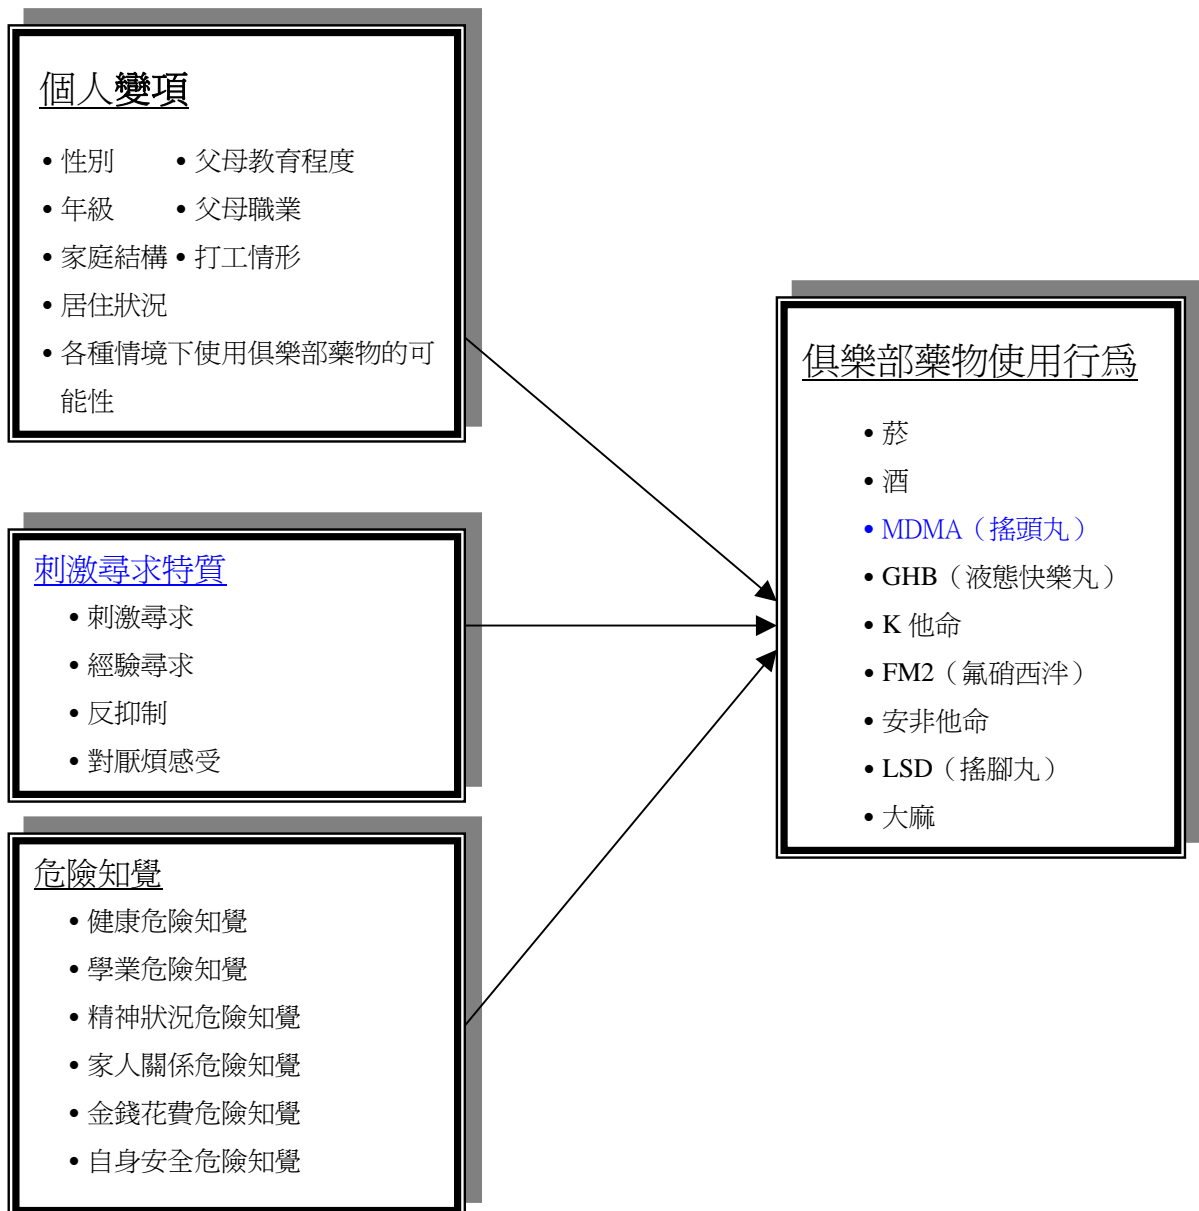 個人變項
• 性別 • 父母教育程度
• 年級 • 父母職業
• 家庭結構 • 打工情形
• 居住狀況
• 各種情境下使用俱樂部藥物的可
能性
刺激尋求特質
• 刺激尋求
• 經驗尋求
• 反抑制
• 對厭煩感受
危險知覺
• 健康危險知覺
• 學業危險知覺
• 精神狀況危險知覺
• 家人關係危險知覺
• 金錢花費危險知覺
• 自身安全危險知覺
俱樂部藥物使用行為
• 菸
• 酒
• MDMA（搖頭丸）
• GHB（液態快樂丸）
• K 他命
• FM2（氟硝西泮）
• 安非他命
• LSD（搖腳丸）
• 大麻